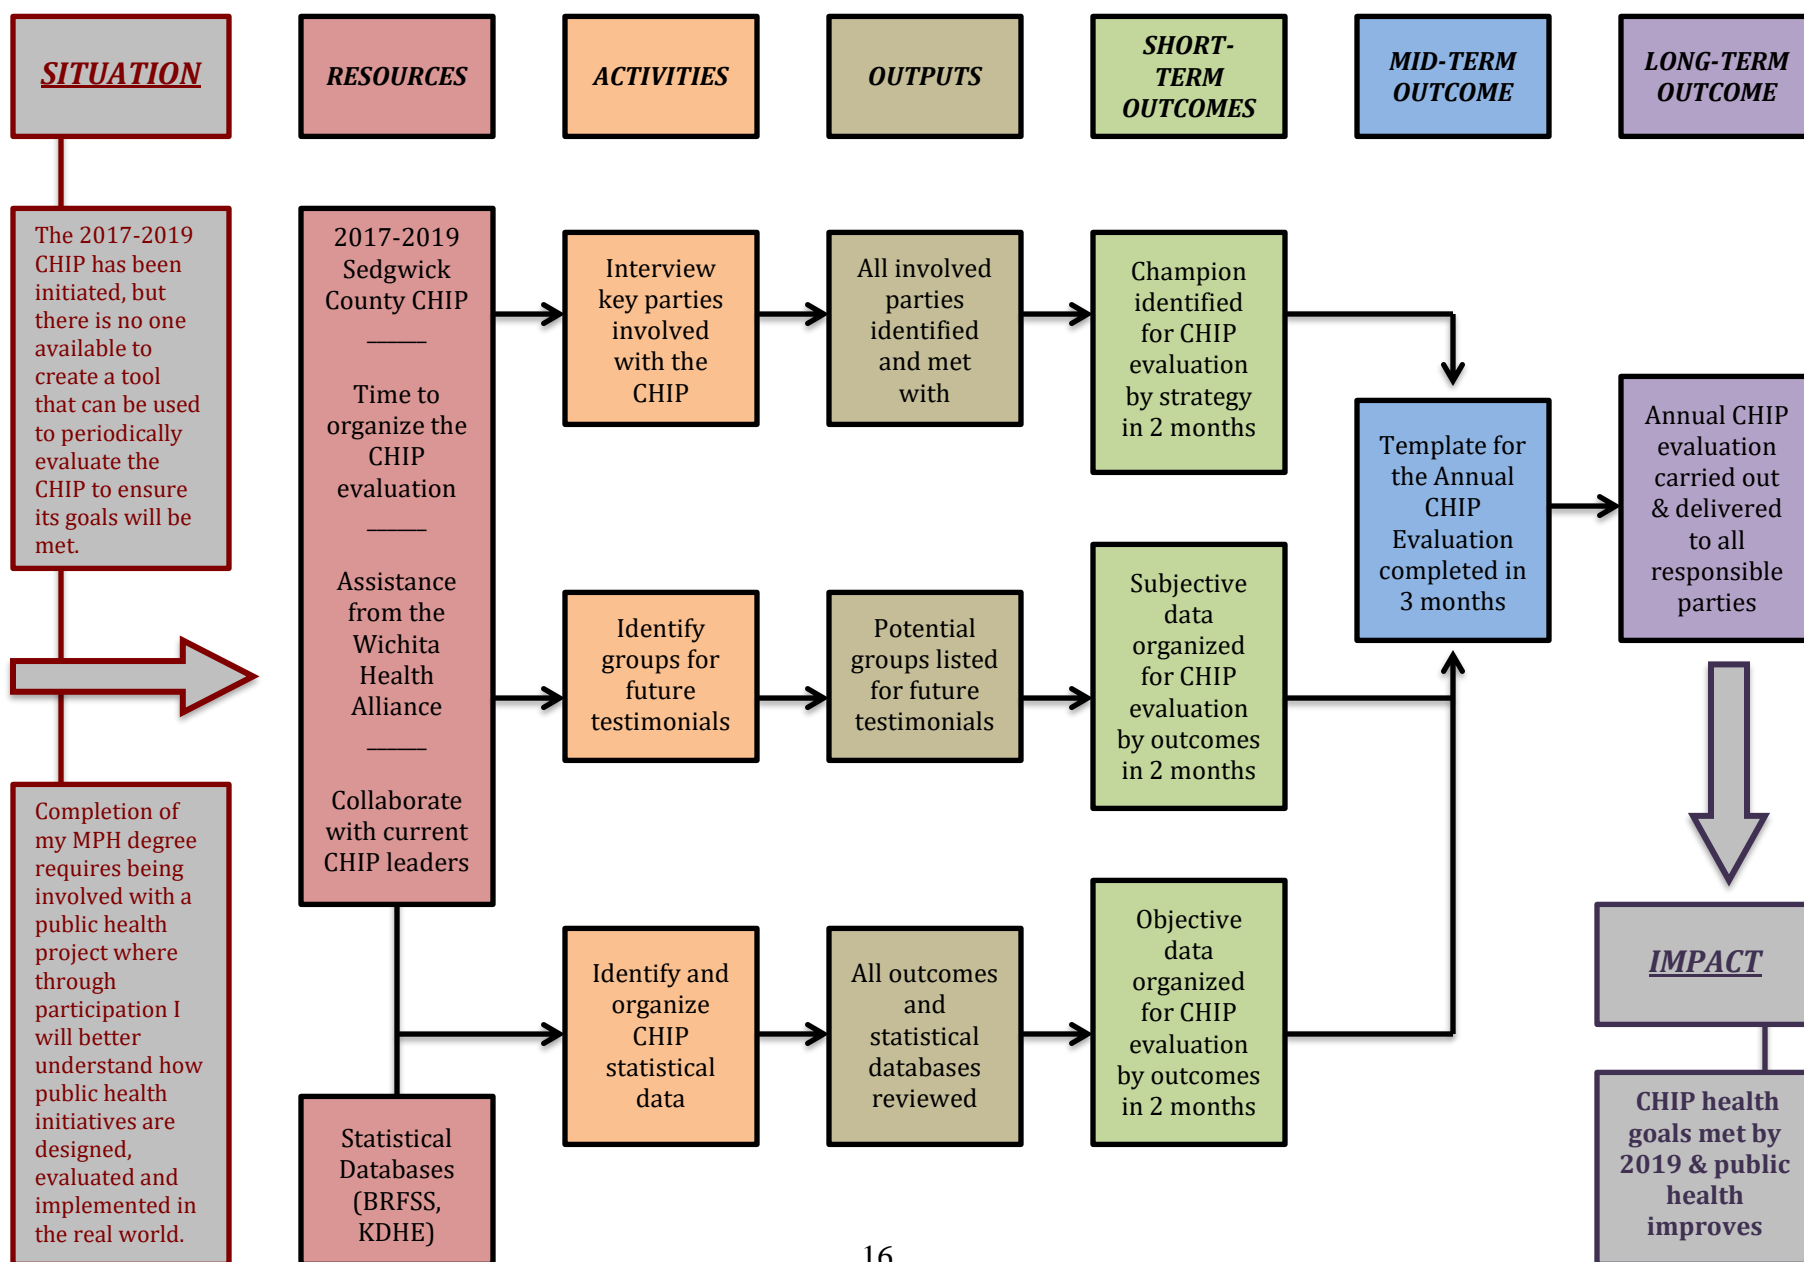 SITUATION
RESOURCES
ACTIVITIES
OUTPUTS
SHORT-
TERM
OUTCOMES
MID-TERM
OUTCOME
LONG-TERM
OUTCOME
The 2017-2019
CHIP has been
initiated, but
there is no one
available to
create a tool
that can be used
to periodically
evaluate the
CHIP to ensure
its goals will be
met.
Completion of
my MPH degree
requires being
involved with a
public health
project where
through
participation I
will better
understand how
public health
initiatives are
designed,
evaluated and
implemented in
the real world.
2017-2019
Sedgwick
County CHIP
______
Time to
organize the
CHIP
evaluation
______
Assistance
from the
Wichita
Health
Alliance
______
Collaborate
with current
CHIP leaders
Statistical
Databases
(BRFSS,
KDHE)
Interview
key parties
involved
with the
CHIP
All involved
parties
identified
and met
with
Champion
identified
for CHIP
evaluation
by strategy
in 2 months
Identify
groups for
future
testimonials
Potential
groups listed
for future
testimonials
Subjective
data
organized
for CHIP
evaluation
by outcomes
in 2 months
Identify and
organize
CHIP
statistical
data
All outcomes
and
statistical
databases
reviewed
Objective
data
organized
for CHIP
evaluation
by outcomes
in 2 months
Template for
the Annual
CHIP
Evaluation
completed in
3 months
Annual CHIP
evaluation
carried out
& delivered
to all
responsible
parties
IMPACT
CHIP health
goals met by
2019 & public
health
improves
16